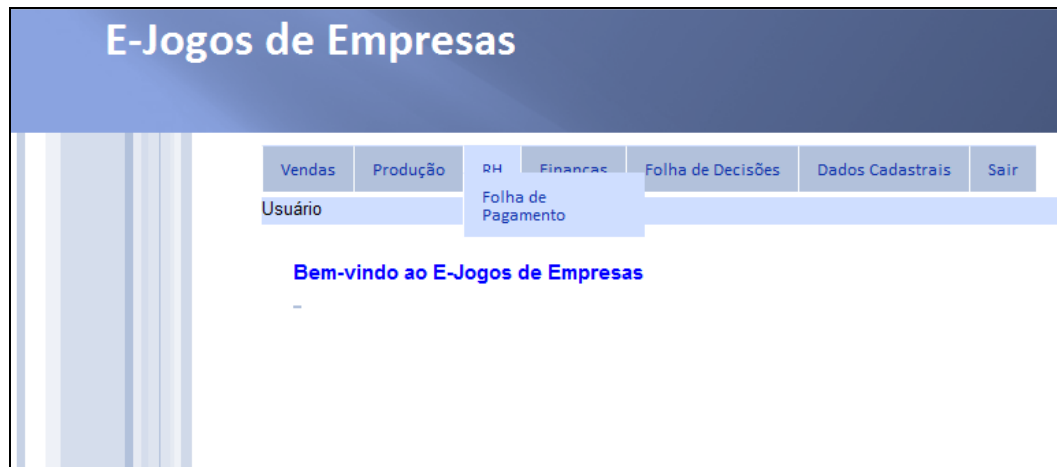 E-Jogos de Empresas
Vendas Produção RH Finanças Folha de Decisões Dados Cadastrais Sair
Folha de
Pagamento
Usuário
Bem-vindo ao E-Jogos de Empresas